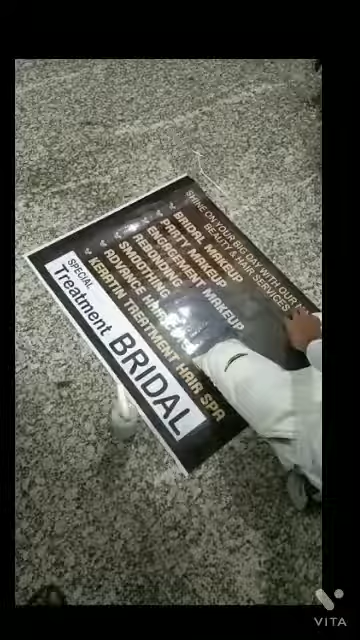 SHINE ON YOUR BIG DAY WITH OUR
BEAUTY & HAIR SERVICES
BRIDAL MAKEUP
PARTY MAKEUP
ENGAGEMENT MAKEUP
REBONDING
SMOOTHING
ADVANCE HAIR
KERATIN TREATMENT HAIR SPA
SPECIAL
Treatment BRIDAL
VITA